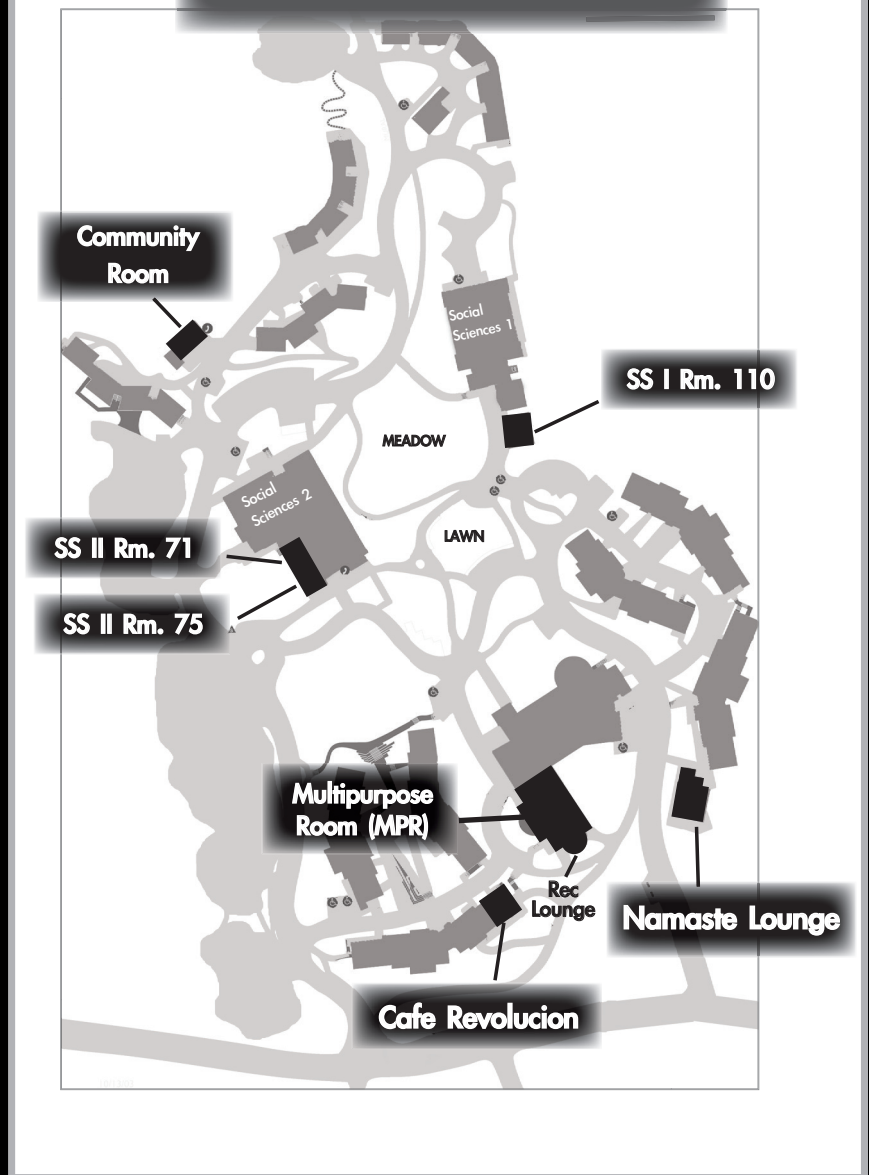 Community
Room
Social
Sciences 1
SS I Rm. 110
MEADOW
Social
Sciences 2
LAWN
SS II Rm. 71
SS II Rm. 75
Multipurpose
Room (MPR)
Rec
Lounge
Namaste Lounge
Cafe Revolucion